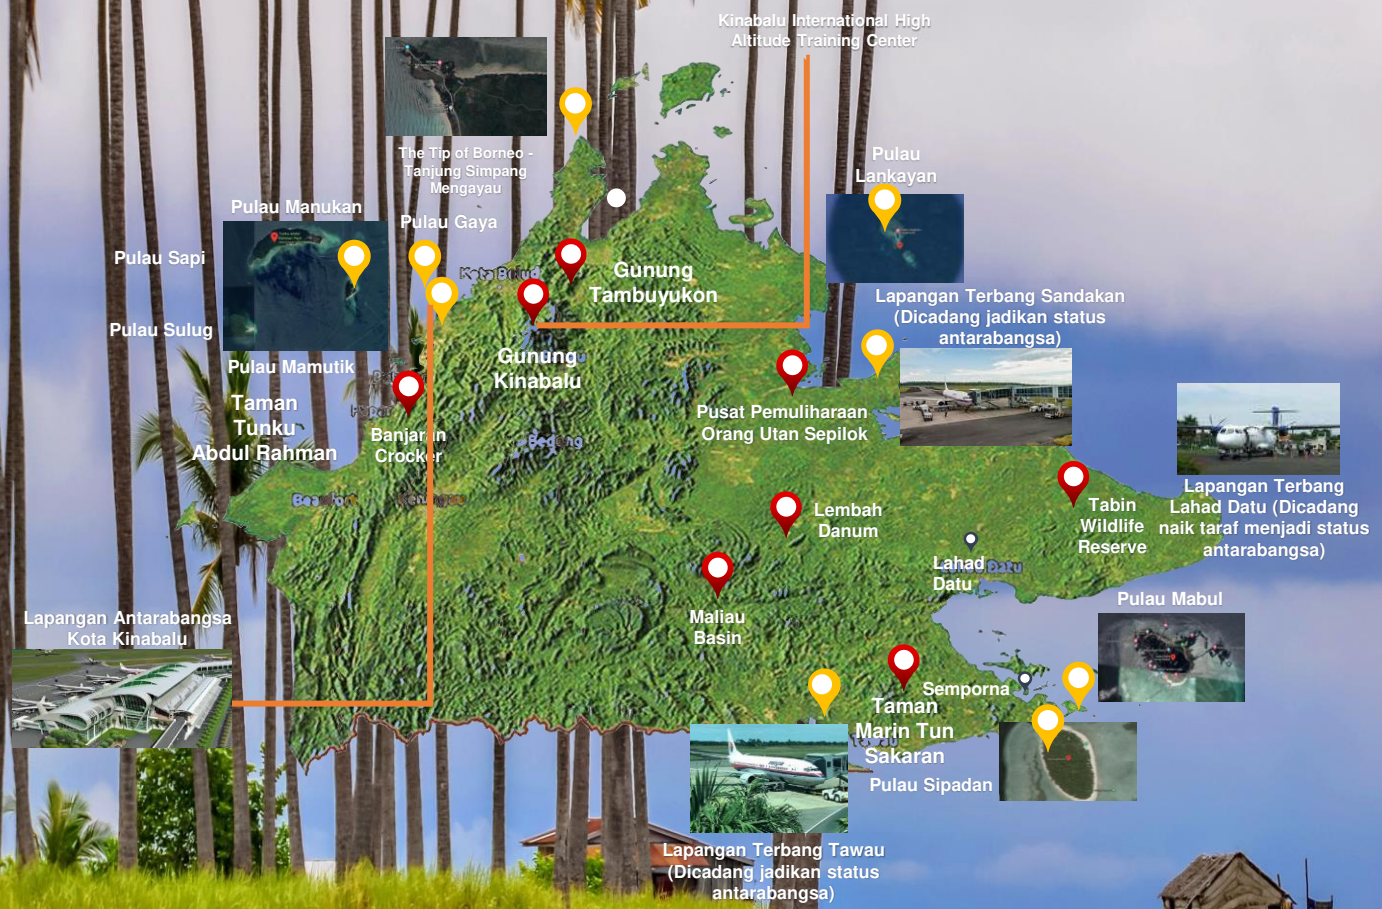 Kinabalu International High
Altitude Training Center
The Tip of Borneo -
Tanjung Simpang
Mengayau
Pulau
Lankayan
Pulau Manukan
Pulau Gaya
Pulau Sapi
Kota Belud
Gunung
Tambuyukon
Lapangan Terbang Sandakan
(Dicadang jadikan status
antarabangsa)
Pulau Sulug
Gunung
Kinabalu
Pulau Mamutik
Taman
Tunku
Abdul Rahman
Pusat Pemuliharaan
Orang Utan Sepilok
Banjaran
Crocker
Beaufort
Lapangan Terbang
Lahad Datu (Dicadang
naik taraf menjadi status
antarabangsa)
Tabin
Wildlife
Reserve
Lembah
Danum
Lahad
Datu
Datu
Pulau Mabul
Maliau
Basin
Lapangan Antarabangsa
Kota Kinabalu
Semporna
Taman
Marin Tun
Sakaran
Pulau Sipadan
Lapangan Terbang Tawau
(Dicadang jadikan status
antarabangsa)